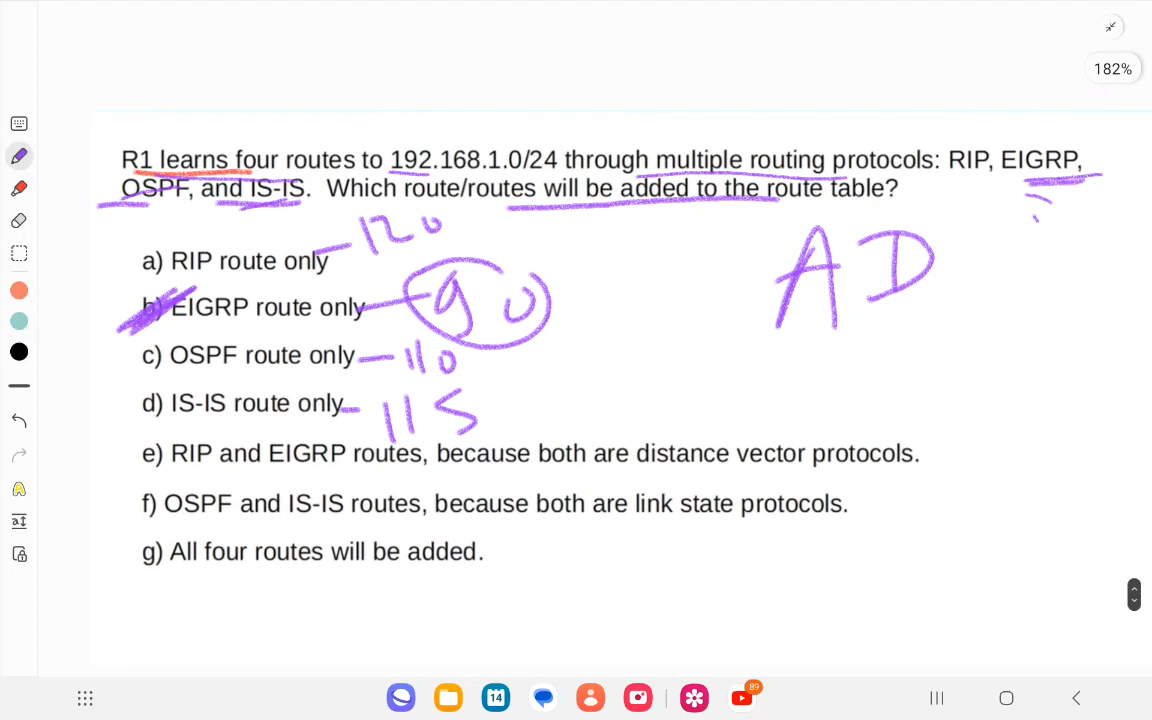 182%
R1 learns four routes to 192.168.1.0/24 through multiple routing protocols: RIP, EIGRP,
OSPF, and IS-IS. Which route/routes will be added to the route table?
a) RIP route only - 120
b) EIGRP route only - 90
c) OSPF route only - 110
d) IS-IS route only - 115
AD
e) RIP and EIGRP routes, because both are distance vector protocols.
f) OSPF and IS-IS routes, because both are link state protocols.
g) All four routes will be added.
14
89